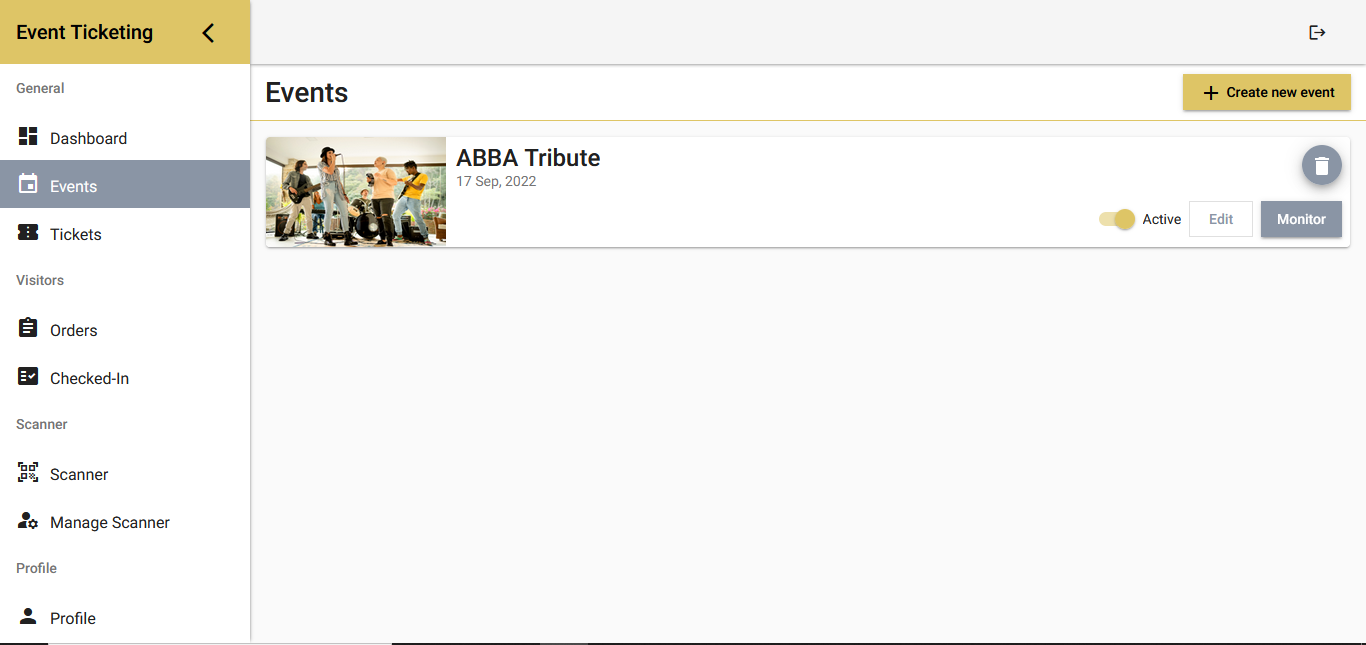 Event Ticketing
General
Dashboard
Events
Tickets
Visitors
Orders
Checked-In
Scanner
Scanner
Manage Scanner
Profile
Profile
Events
Create new event
ABBA Tribute
17 Sep, 2022
Active
Edit
Monitor